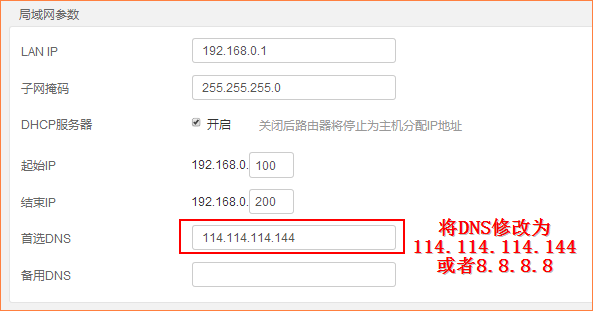 局域网参数
LAN IP 192.168.0.1
子网掩码 255.255.255.0
DHCP服务器 开启 关闭后路由器将停止为主机分配IP地址
起始IP 192.168.0. 100
结束IP 192.168.0. 200
首选DNS 114.114.114.144
备用DNS
将DNS修改为
114.114.114.144
或者8.8.8.8